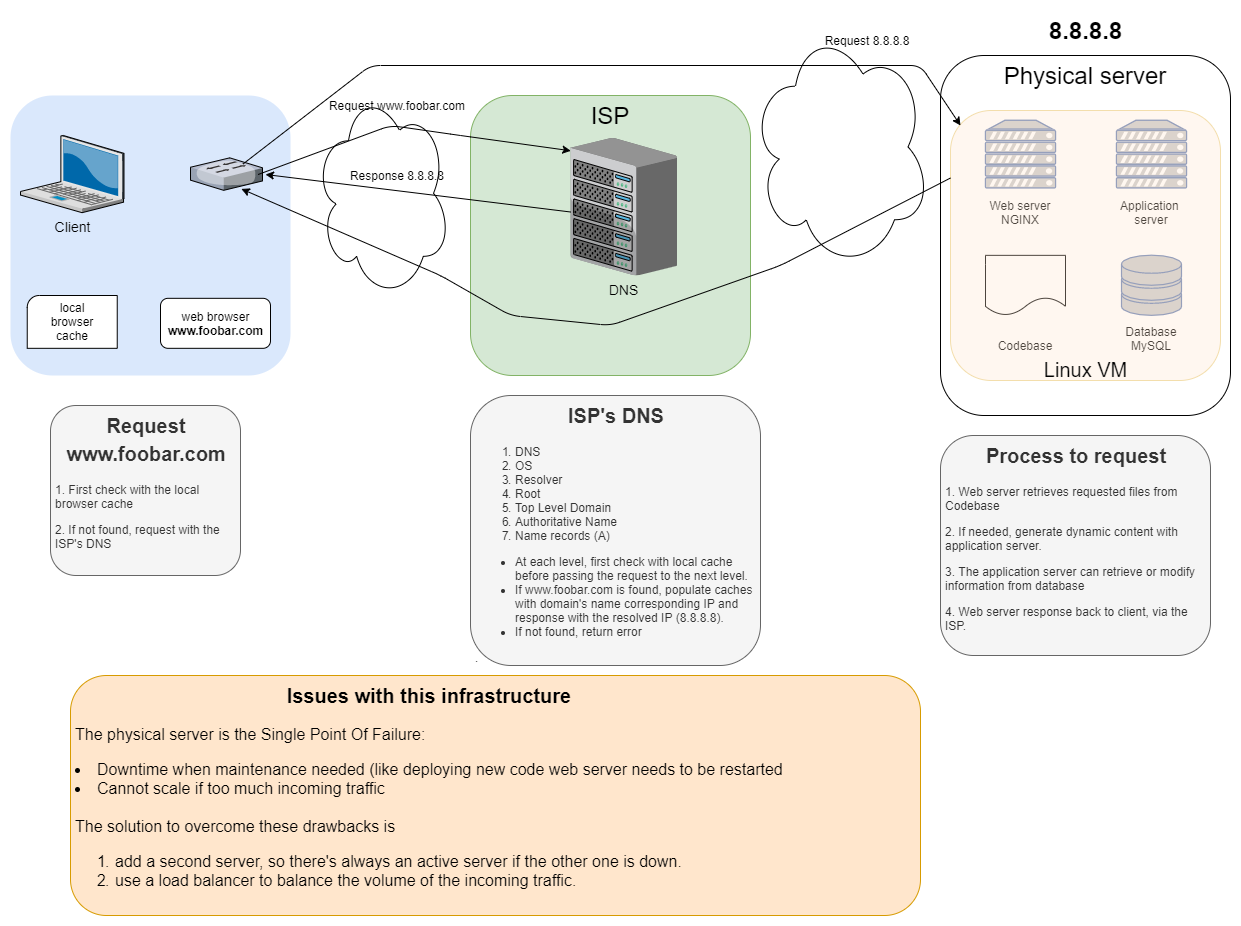 8.8.8.8
Request 8.8.8.8
Physical server
Request www.foobar.com
ISP
Response 8.8.8.8
Client
Web server
NGINX
Application
server
DNS
local
browser
cache
web browser
www.foobar.com
Codebase
Database
MySQL
Linux VM
Request
www.foobar.com
1. First check with the local
browser cache
2. If not found, request with the
ISP's DNS
ISP's DNS
1. DNS
2. OS
3. Resolver
4. Root
5. Top Level Domain
6. Authoritative Name
7. Name records (A)
• At each level, first check with local cache
before passing the request to the next level.
• If www.foobar.com is found, populate caches
with domain's name corresponding IP and
response with the resolved IP (8.8.8.8).
• If not found, return error
.
Process to request
1. Web server retrieves requested files from
Codebase
2. If needed, generate dynamic content with
application server.
3. The application server can retrieve or modify
information from database
4. Web server response back to client, via the
ISP.
Issues with this infrastructure
The physical server is the Single Point Of Failure:
• Downtime when maintenance needed (like deploying new code web server needs to be restarted
• Cannot scale if too much incoming traffic
The solution to overcome these drawbacks is
1. add a second server, so there's always an active server if the other one is down.
2. use a load balancer to balance the volume of the incoming traffic.